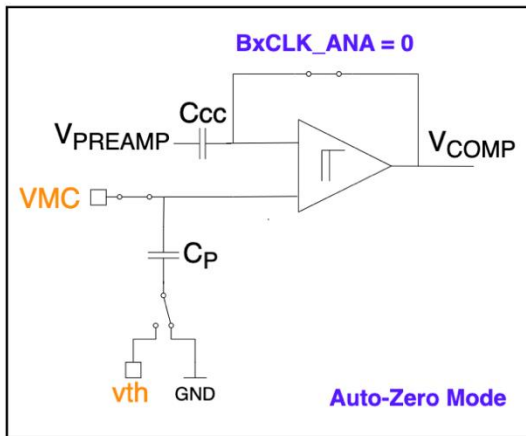 BxCLK_ANA = 0
Ccc
VPREAMP
VCOMP
VMC
CP
vth
GND
Auto-Zero Mode